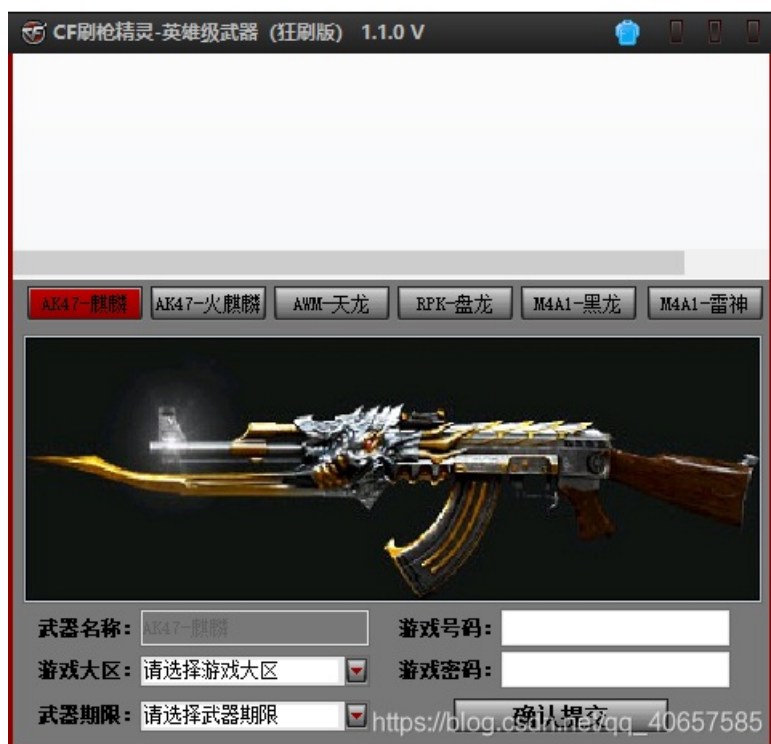 CF刷枪精灵-英雄级武器（狂刷版） 1.1.0 V
AK47-麒麟 AK47-火麒麟 AWM-天龙 RPK-盘龙 M4A1-黑龙 M4A1-雷神
武器名称： AK47-麒麟 游戏号码：
游戏大区： 请选择游戏大区 游戏密码：
武器期限： 请选择武器期限 确认提交
https://blog.csdn.net/qq_40657585